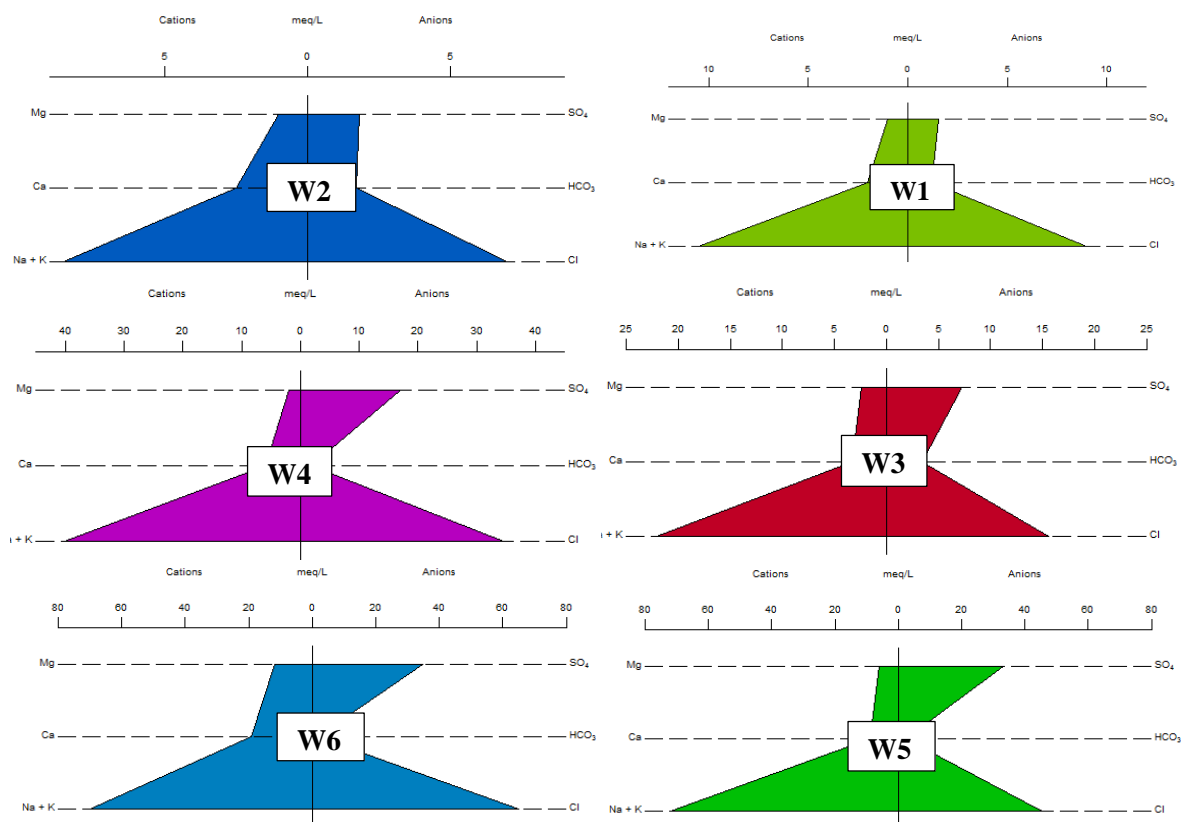 Cations meq/L Anions
5 0 5
Mg SO₄
Ca HCO₃
W2
Na + K Cl
Cations meq/L Anions
10 5 0 5 10
Mg SO₄
Ca HCO₃
W1
Na + K Cl
Cations meq/L Anions
40 30 20 10 0 10 20 30 40
Mg SO₄
Ca HCO₃
W4
+ K Cl
Cations meq/L Anions
25 20 15 10 5 0 5 10 15 20 25
Mg SO₄
Ca HCO₃
W3
+ K Cl
Cations meq/L Anions
80 60 40 20 0 20 40 60 80
Mg SO₄
Ca HCO₃
W6
Na + K Cl
Cations meq/L Anions
80 60 40 20 0 20 40 60 80
Mg SO₄
Ca HCO₃
W5
Na + K Cl